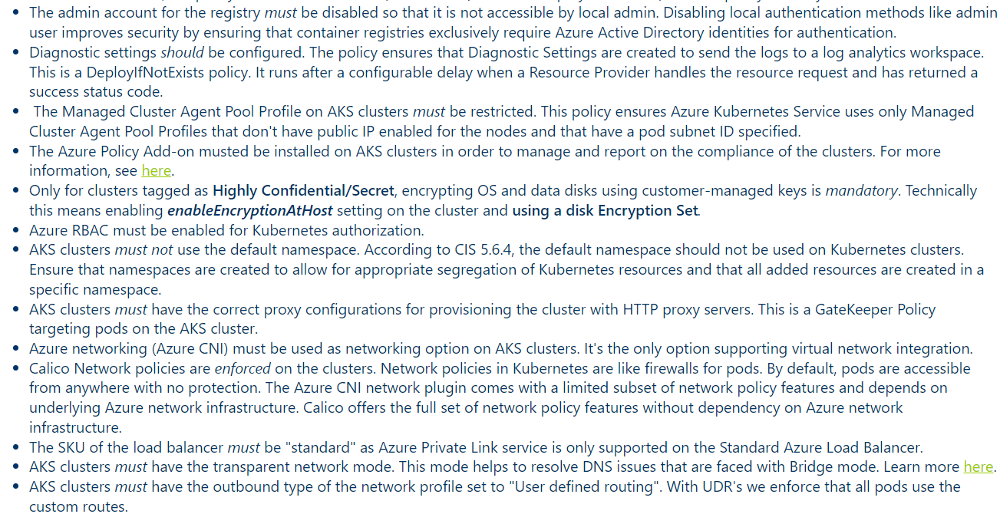 • The admin account for the registry must be disabled so that it is not accessible by local admin. Disabling local authentication methods like admin
user improves security by ensuring that container registries exclusively require Azure Active Directory identities for authentication.
• Diagnostic settings should be configured. The policy ensures that Diagnostic Settings are created to send the logs to a log analytics workspace.
This is a DeployIfNotExists policy. It runs after a configurable delay when a Resource Provider handles the resource request and has returned a
success status code.
• The Managed Cluster Agent Pool Profile on AKS clusters must be restricted. This policy ensures Azure Kubernetes Service uses only Managed
Cluster Agent Pool Profiles that don't have public IP enabled for the nodes and that have a pod subnet ID specified.
• The Azure Policy Add-on musted be installed on AKS clusters in order to manage and report on the compliance of the clusters. For more
information, see here.
• Only for clusters tagged as Highly Confidential/Secret, encrypting OS and data disks using customer-managed keys is mandatory. Technically
this means enabling enableEncryptionAtHost setting on the cluster and using a disk Encryption Set.
• Azure RBAC must be enabled for Kubernetes authorization.
• AKS clusters must not use the default namespace. According to CIS 5.6.4, the default namespace should not be used on Kubernetes clusters.
Ensure that namespaces are created to allow for appropriate segregation of Kubernetes resources and that all added resources are created in a
specific namespace.
• AKS clusters must have the correct proxy configurations for provisioning the cluster with HTTP proxy servers. This is a GateKeeper Policy
targeting pods on the AKS cluster.
• Azure networking (Azure CNI) must be used as networking option on AKS clusters. It's the only option supporting virtual network integration.
• Calico Network policies are enforced on the clusters. Network policies in Kubernetes are like firewalls for pods. By default, pods are accessible
from anywhere with no protection. The Azure CNI network plugin comes with a limited subset of network policy features and depends on
underlying Azure network infrastructure. Calico offers the full set of network policy features without dependency on Azure network
infrastructure.
• The SKU of the load balancer must be "standard" as Azure Private Link service is only supported on the Standard Azure Load Balancer.
• AKS clusters must have the transparent network mode. This mode helps to resolve DNS issues that are faced with Bridge mode. Learn more here.
• AKS clusters must have the outbound type of the network profile set to "User defined routing". With UDR's we enforce that all pods use the
custom routes.